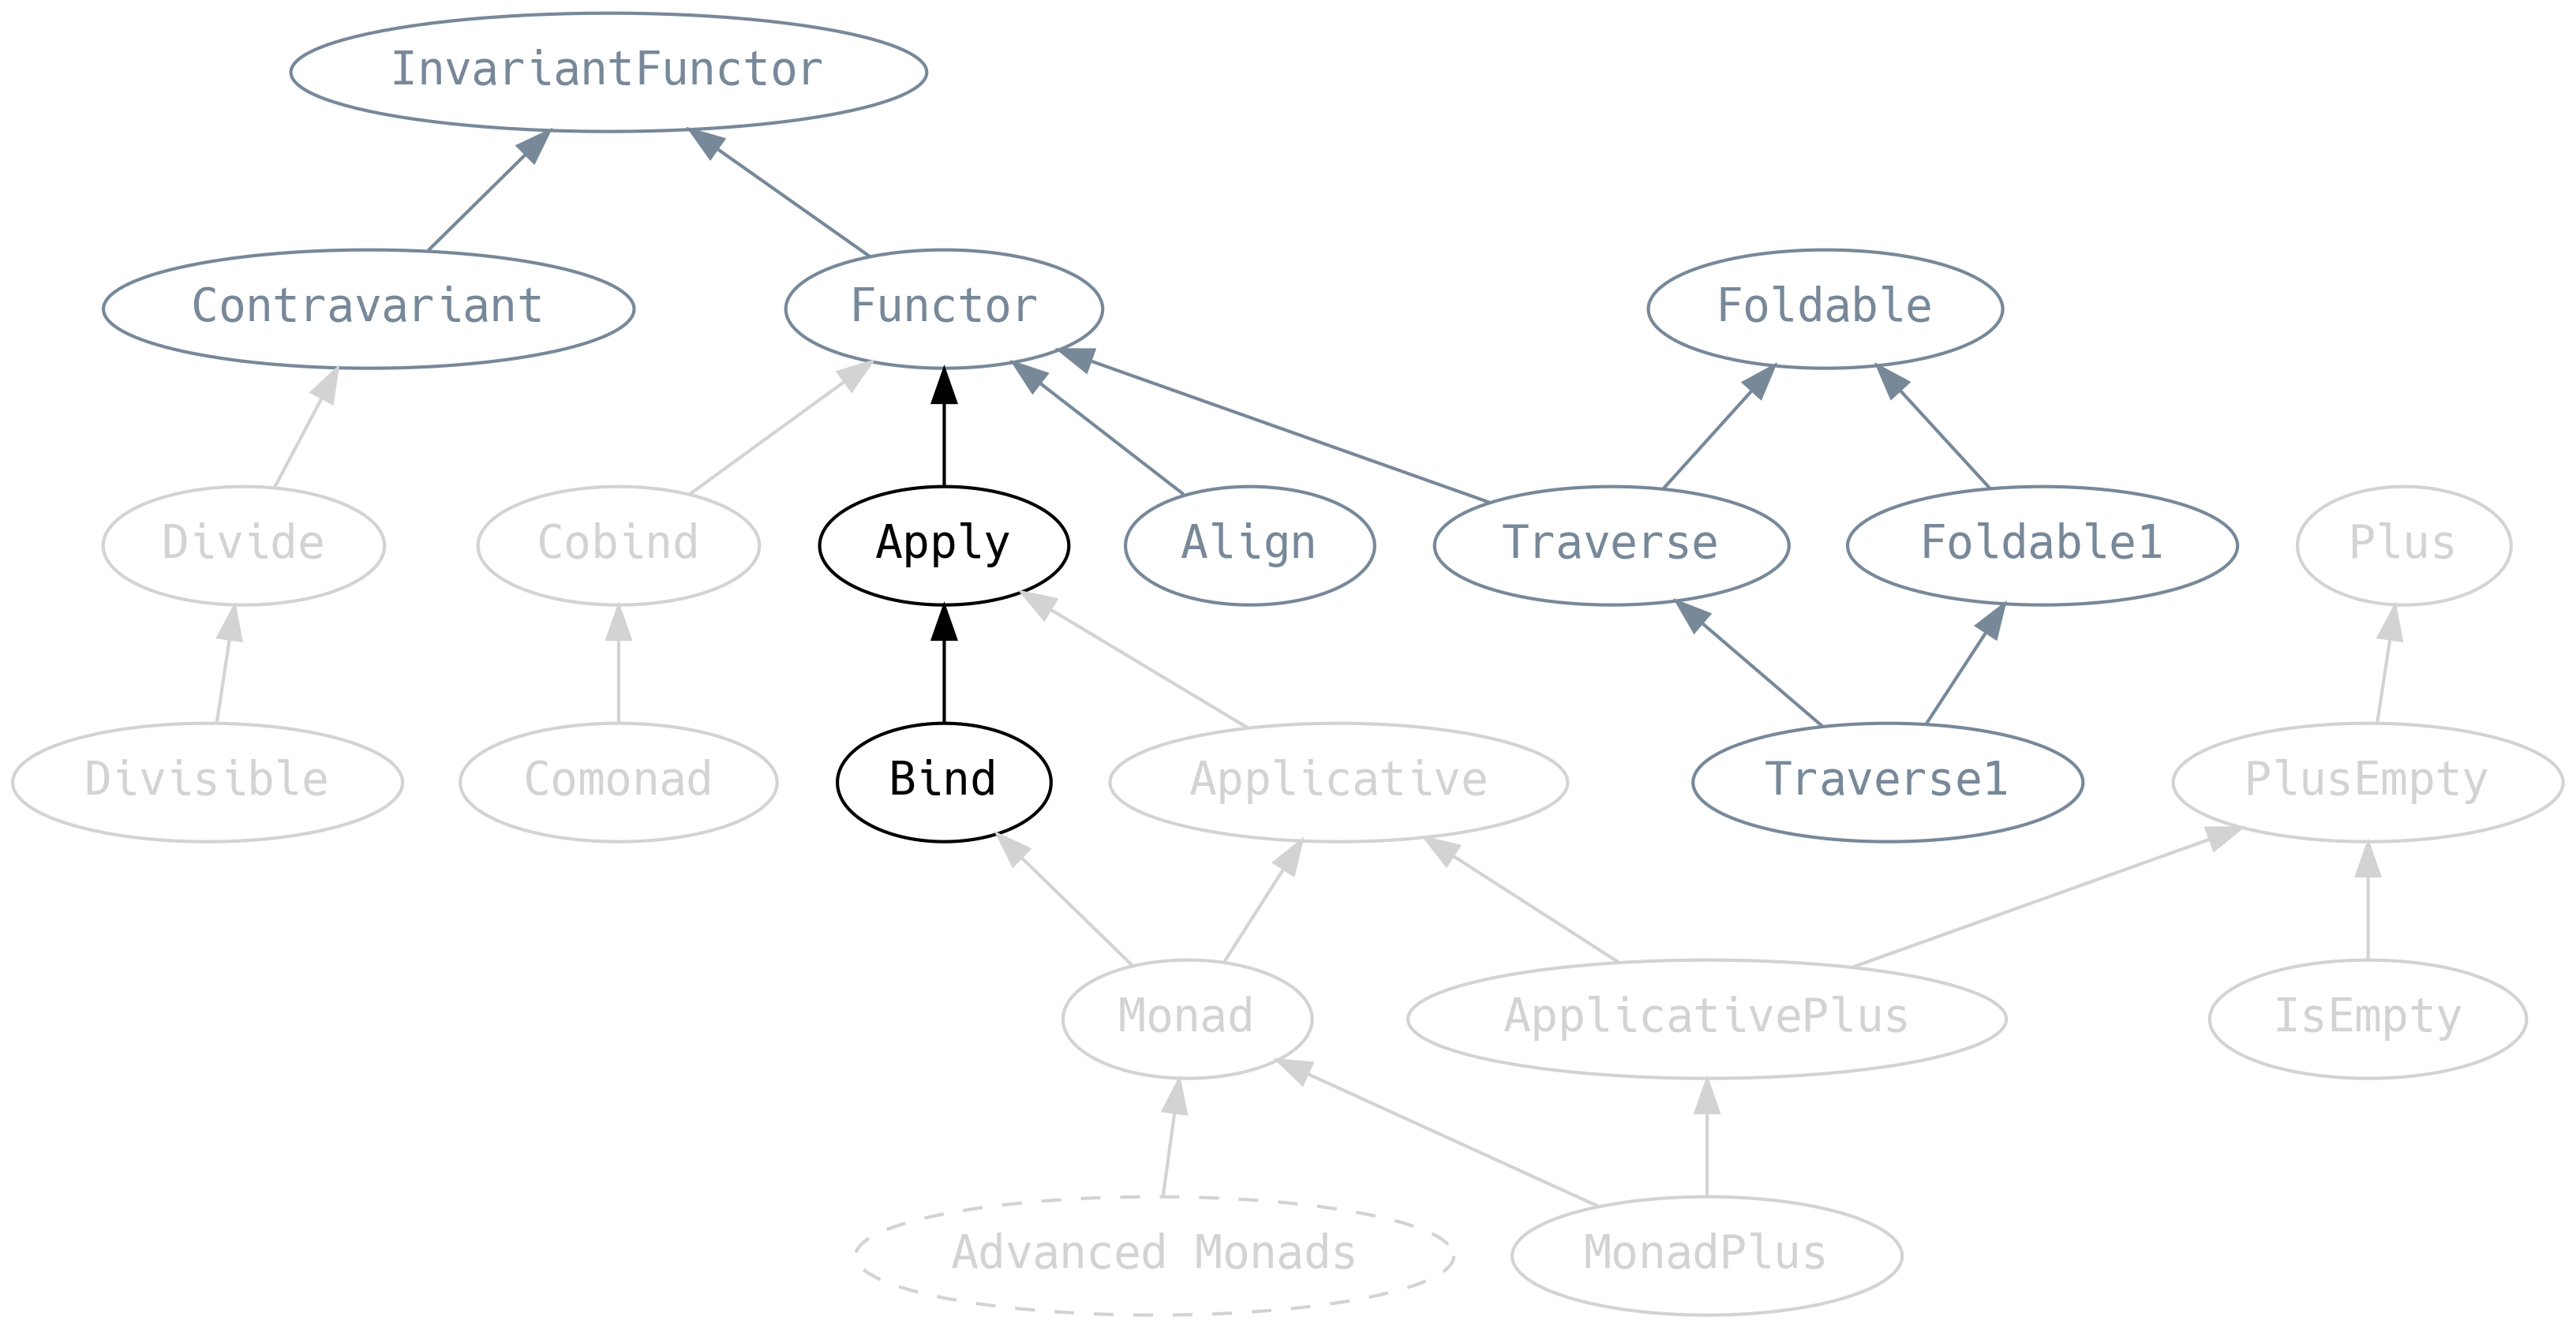 InvariantFunctor
Contravariant
Functor
Foldable
Divide
Cobind
Apply
Align
Traverse
Foldable1
Plus
Divisible
Comonad
Bind
Applicative
Traverse1
PlusEmpty
Monad
ApplicativePlus
IsEmpty
Advanced Monads
MonadPlus